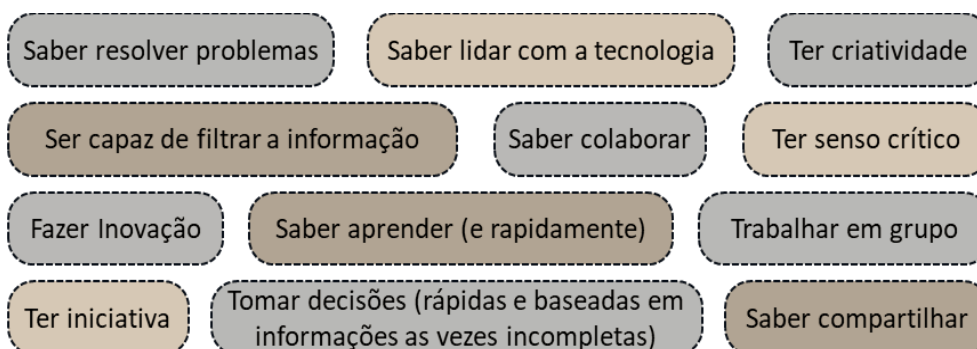 Saber resolver problemas
Saber lidar com a tecnologia
Ter criatividade
Ser capaz de filtrar a informação
Saber colaborar
Ter senso crítico
Fazer Inovação
Saber aprender (e rapidamente)
Trabalhar em grupo
Ter iniciativa
Tomar decisões (rápidas e baseadas em
informações as vezes incompletas)
Saber compartilhar